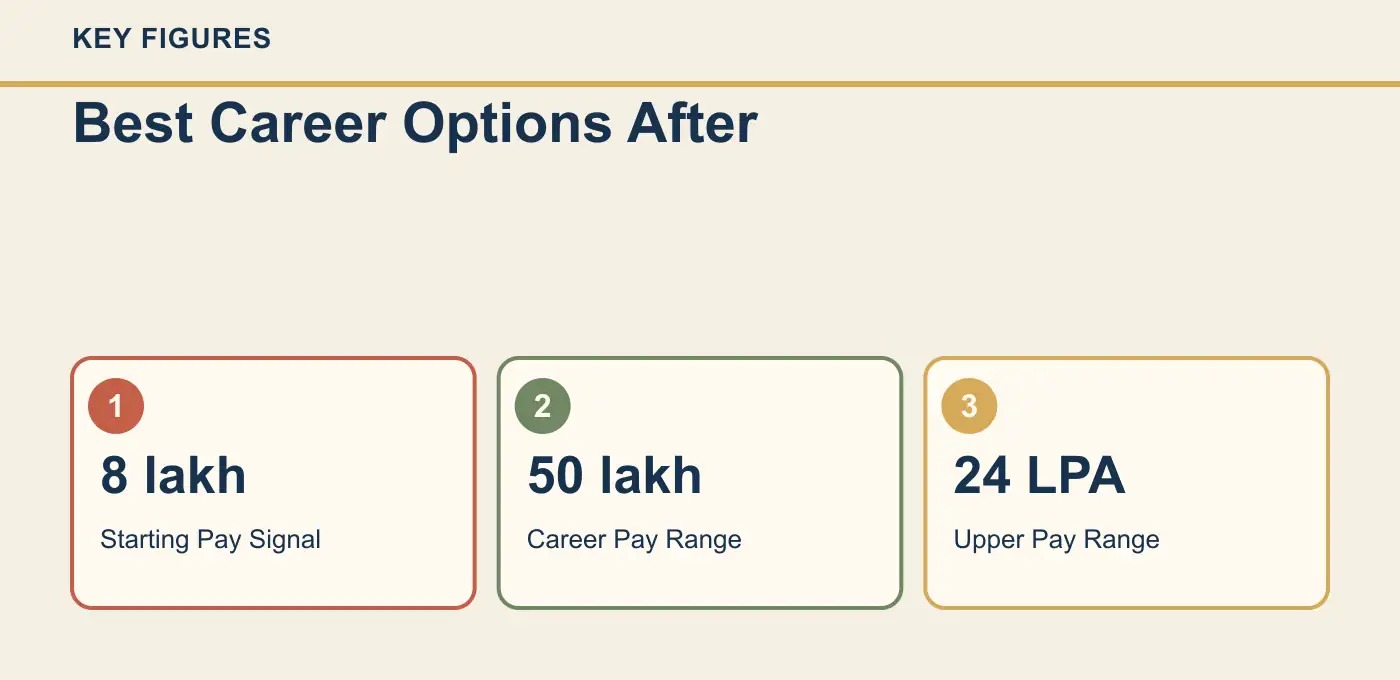 KEY FIGURES
Best Career Options After
1
8 lakh
Starting Pay Signal
2
50 lakh
Career Pay Range
3
24 LPA
Upper Pay Range